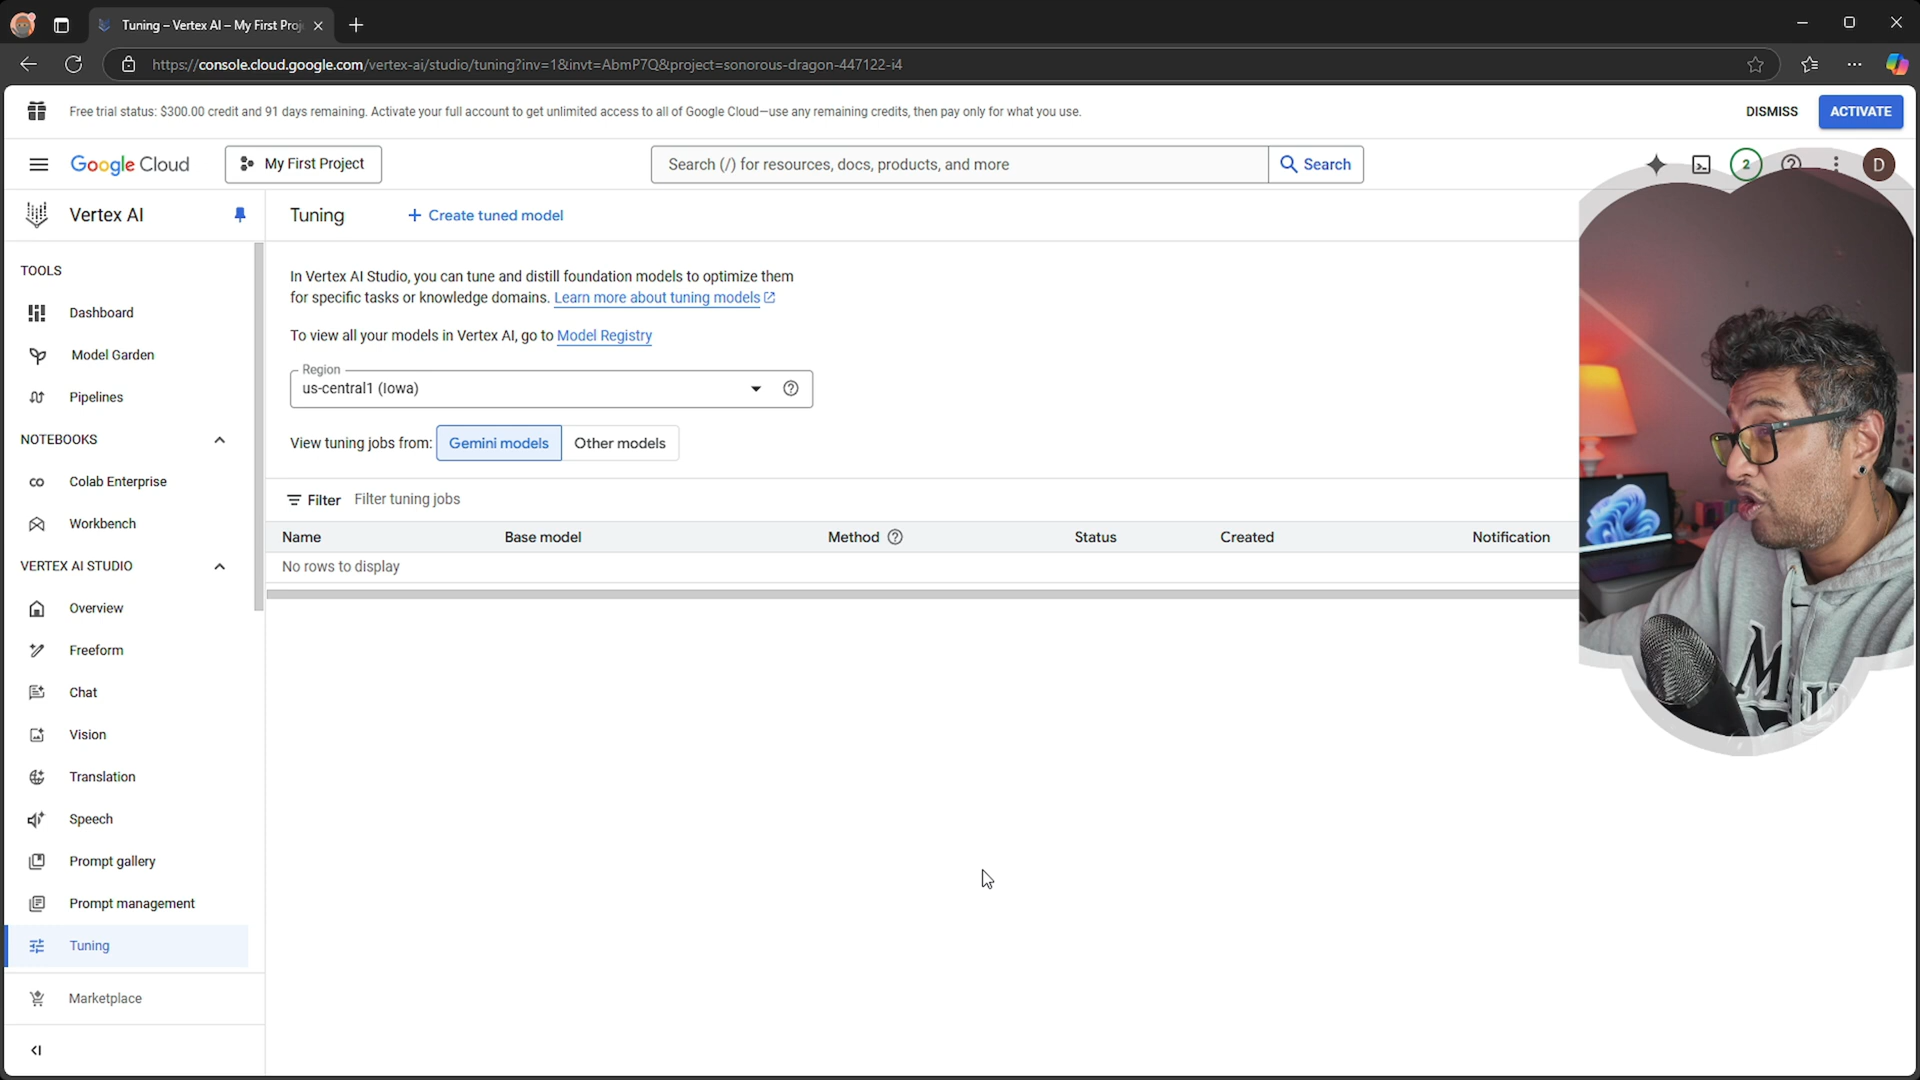 Tuning – Vertex AI – My First Proj
https://console.cloud.google.com/vertex-ai/studio/tuning?inv=1&invt=AbmP7Q&project=sonorous-dragon-447122-i4
Free trial status: $300.00 credit and 91 days remaining. Activate your full account to get unlimited access to all of Google Cloud—use any remaining credits, then pay only for what you use.
DISMISS
ACTIVATE
Google Cloud
My First Project
Search (/) for resources, docs, products, and more
Search
2
D
Vertex AI
Tuning
+ Create tuned model
TOOLS
Dashboard
Model Garden
Pipelines
NOTEBOOKS
Colab Enterprise
Workbench
VERTEX AI STUDIO
Overview
Freeform
Chat
Vision
Translation
Speech
Prompt gallery
Prompt management
Tuning
Marketplace
In Vertex AI Studio, you can tune and distill foundation models to optimize them
for specific tasks or knowledge domains. Learn more about tuning models
To view all your models in Vertex AI, go to Model Registry
Region
us-central1 (Iowa)
View tuning jobs from: Gemini models Other models
Filter Filter tuning jobs
Name Base model Method Status Created Notification
No rows to display